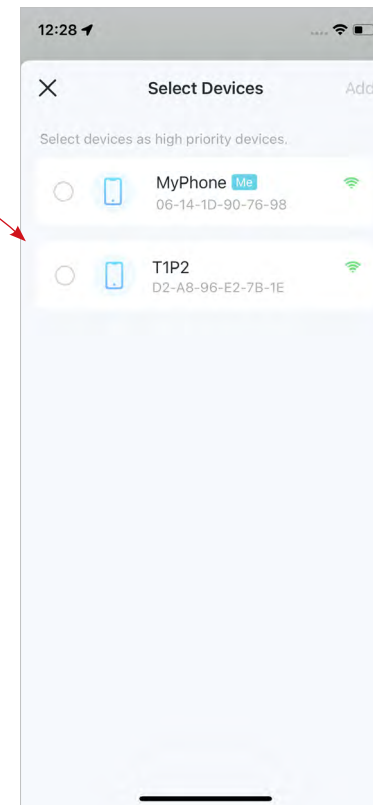 12:28
Select Devices
Add
Select devices as high priority devices.
MyPhone Me
06-14-1D-90-76-98
T1P2
D2-A8-96-E2-7B-1E